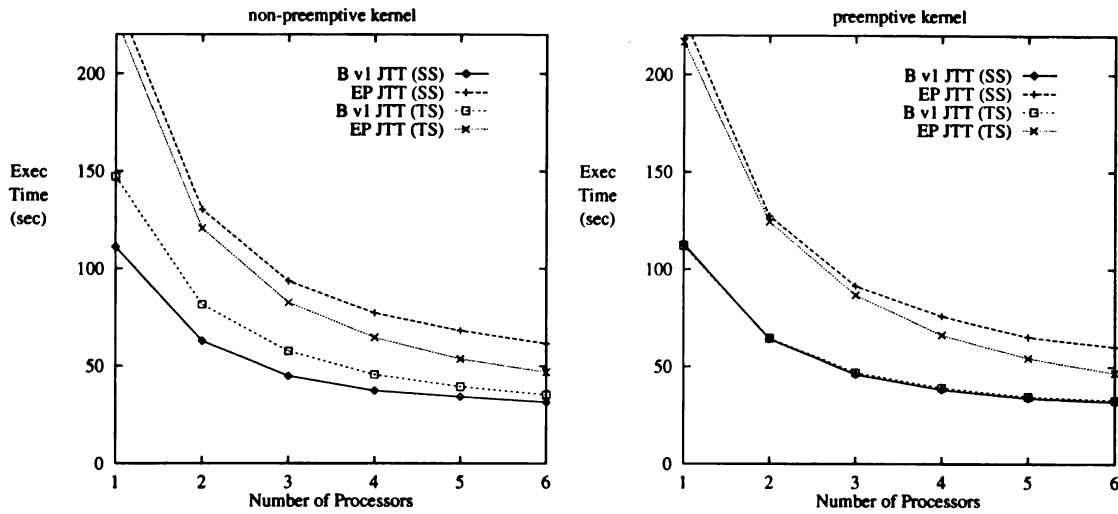 non-preemptive kernel
200
150
100
50
0
Exec
Time
(sec)
B v1 JTT (SS)
EP JTT (SS)
B v1 JTT (TS)
EP JTT (TS)
1 2 3 4 5 6
Number of Processors
preemptive kernel
200
150
100
50
0
Exec
Time
(sec)
B v1 JTT (SS)
EP JTT (SS)
B v1 JTT (TS)
EP JTT (TS)
1 2 3 4 5 6
Number of Processors